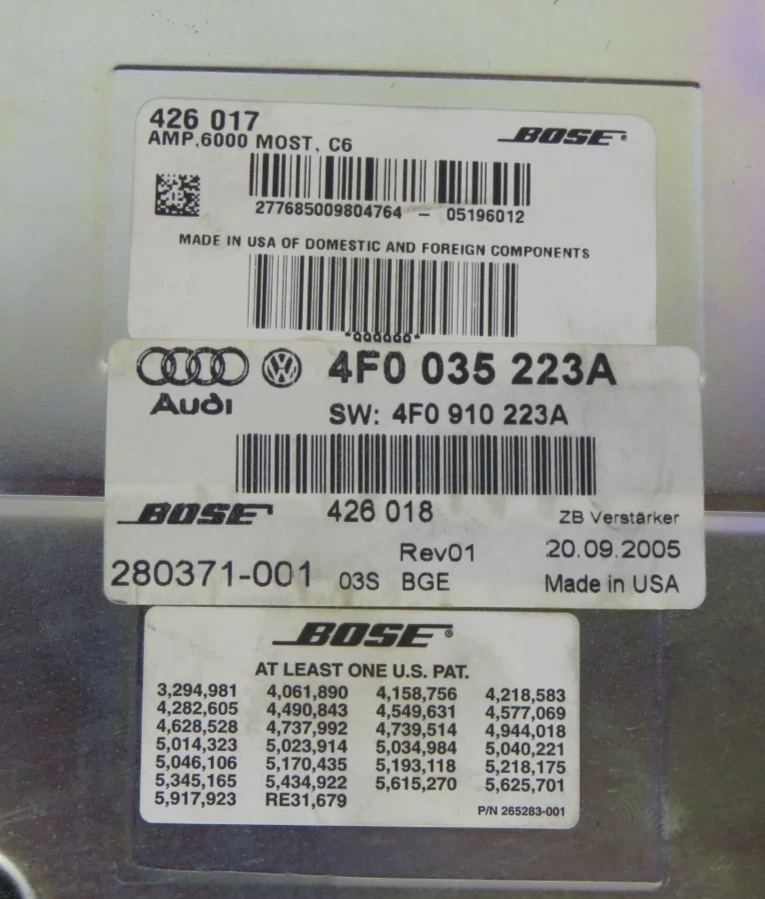 426 017
AMP,6000 MOST, C6
BOSE®
277685009804764 – 05196012
MADE IN USA OF DOMESTIC AND FOREIGN COMPONENTS
Audi
4F0 035 223A
SW: 4F0 910 223A
BOSE
426 018
ZB Verstärker
Rev01
20.09.2005
280371-001
03S BGE
Made in USA
BOSE®
AT LEAST ONE U.S. PAT.
3,294,981 4,061,890 4,158,756 4,218,583
4,282,605 4,490,843 4,549,631 4,577,069
4,628,528 4,737,992 4,739,514 4,944,018
5,014,323 5,023,914 5,034,984 5,040,221
5,046,106 5,170,435 5,193,118 5,218,175
5,345,165 5,434,922 5,615,270 5,625,701
5,917,923 RE31,679
P/N 265283-001